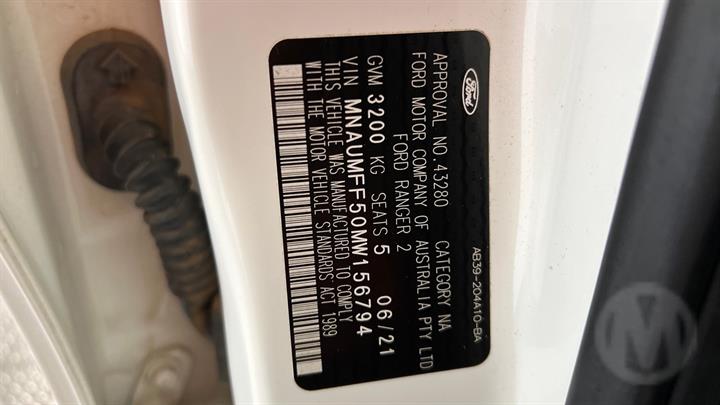 Ford
APPROVAL NO.43280 CATEGORY NA
FORD MOTOR COMPANY OF AUSTRALIA PTY LTD
FORD RANGER 2
GVM 3200 KG SEATS 5 06/21
VIN MNAUMFF50MW156794
THIS VEHICLE WAS MANUFACTURED TO COMPLY
WITH THE MOTOR VEHICLE STANDARDS ACT 1989
AB39-204A10-BA
M